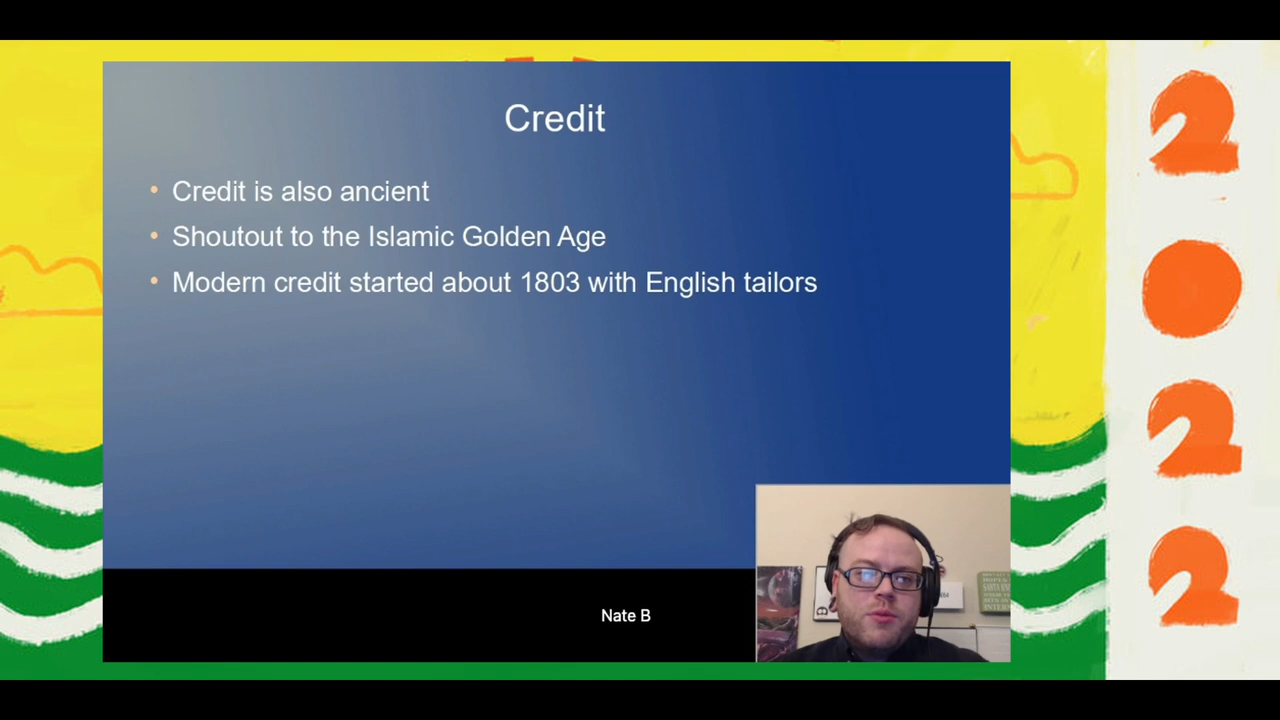 Credit
• Credit is also ancient
• Shoutout to the Islamic Golden Age
• Modern credit started about 1803 with English tailors
Nate B
2
0
2
2